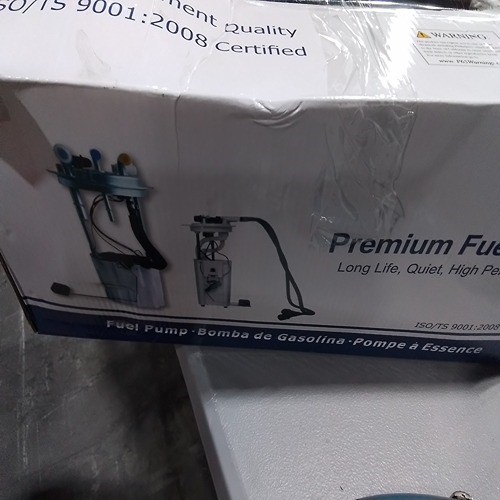 ment Quality
SO/TS 9001:2008 Certified
WARNING
Premium Fue
Long Life, Quiet, High Pe
ISO/TS 9001:2008
Fuel Pump · Bomba de Gasolina · Pompe à Essence